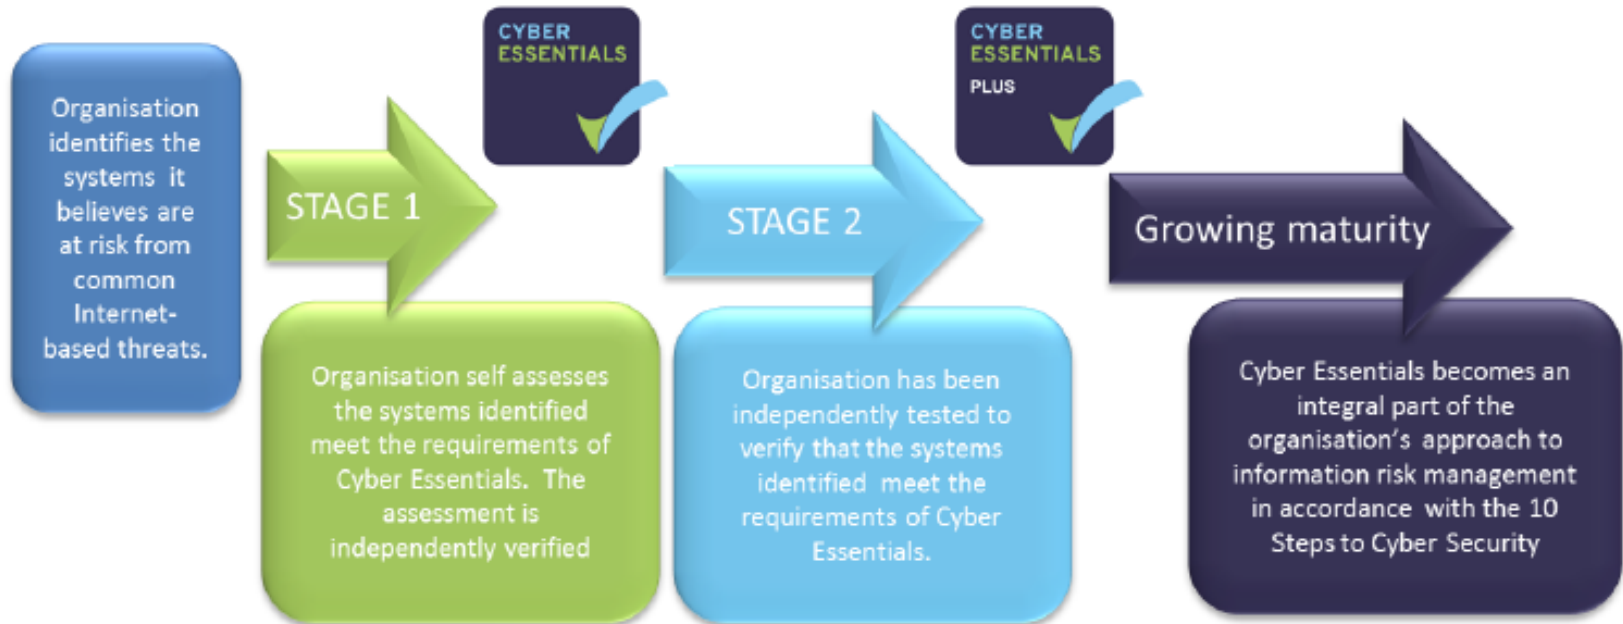 Organisation
identifies the
systems it
believes are
at risk from
common
Internet-
based threats.
STAGE 1
CYBER
ESSENTIALS
Organisation self assesses
the systems identified
meet the requirements of
Cyber Essentials. The
assessment is
independently verified
STAGE 2
CYBER
ESSENTIALS
PLUS
Organisation has been
independently tested to
verify that the systems
identified meet the
requirements of Cyber
Essentials.
Growing maturity
Cyber Essentials becomes an
integral part of the
organisation's approach to
information risk management
in accordance with the 10
Steps to Cyber Security